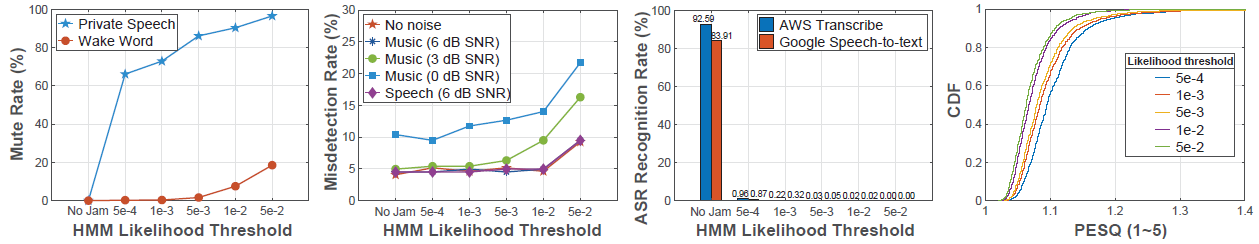 Mute Rate (%)
100
80
60
40
20
0
Private Speech
Wake Word
No Jam 5e-4 1e-3 5e-3 1e-2 5e-2
HMM Likelihood Threshold
Misdetection Rate (%)
30
25
20
15
10
5
0
No noise
Music (6 dB SNR)
Music (3 dB SNR)
Music (0 dB SNR)
Speech (6 dB SNR)
No Jam 5e-4 1e-3 5e-3 1e-2 5e-2
HMM Likelihood Threshold
ASR Recognition Rate (%)
100
80
60
40
20
0
AWS Transcribe
Google Speech-to-text
92.59
83.91
0.96 0.87 0.22 0.32 0.03 0.05 0.02 0.02 0.00 0.00
No Jam 5e-4 1e-3 5e-3 1e-2 5e-2
HMM Likelihood Threshold
CDF
1
0.8
0.6
0.4
0.2
0
Likelihood threshold
5e-4
1e-3
5e-3
1e-2
5e-2
1 1.1 1.2 1.3 1.4
PESQ (1~5)